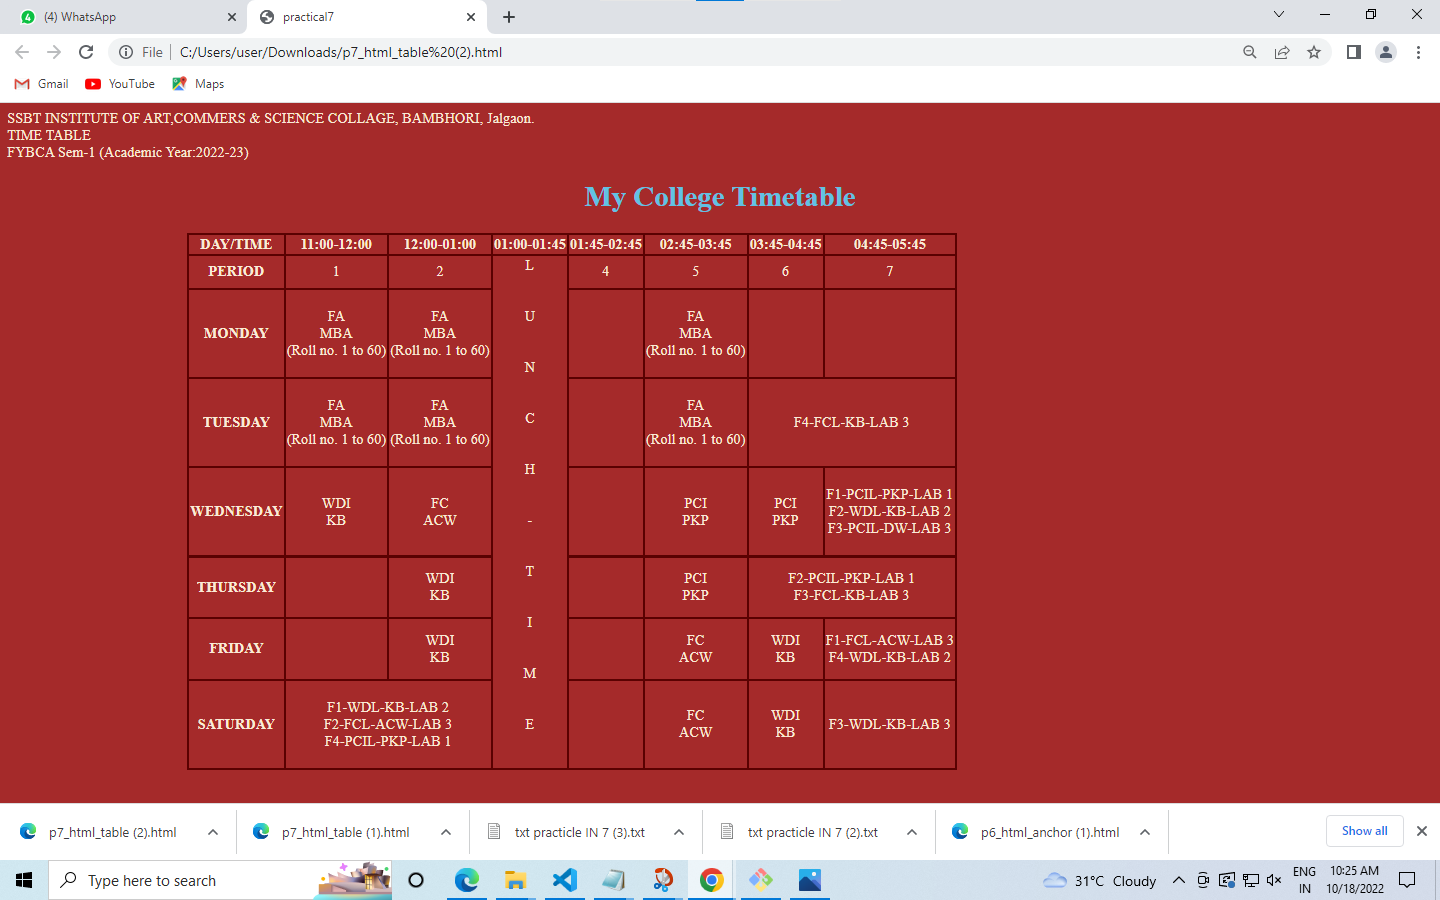 (4) WhatsApp
practical7
File
C:/Users/user/Downloads/p7_html_table%20(2).html
Gmail
YouTube
Maps
SSBT INSTITUTE OF ART,COMMERS & SCIENCE COLLAGE, BAMBHORI, Jalgaon.
TIME TABLE
FYBCA Sem-1 (Academic Year:2022-23)
My College Timetable
DAY/TIME 11:00-12:00 12:00-01:00 01:00-01:45 01:45-02:45 02:45-03:45 03:45-04:45 04:45-05:45
PERIOD 1 2 4 5 6 7
L
U
N
C
H
-
T
I
M
E
MONDAY
FA
MBA
(Roll no. 1 to 60)
FA
MBA
(Roll no. 1 to 60)
FA
MBA
(Roll no. 1 to 60)
TUESDAY
FA
MBA
(Roll no. 1 to 60)
FA
MBA
(Roll no. 1 to 60)
FA
MBA
(Roll no. 1 to 60)
F4-FCL-KB-LAB 3
WEDNESDAY
WDI
KB
FC
ACW
PCI
PKP
PCI
PKP
F1-PCIL-PKP-LAB 1
F2-WDL-KB-LAB 2
F3-PCIL-DW-LAB 3
THURSDAY
WDI
KB
PCI
PKP
F2-PCIL-PKP-LAB 1
F3-FCL-KB-LAB 3
FRIDAY
WDI
KB
FC
ACW
WDI
KB
F1-FCL-ACW-LAB 3
F4-WDL-KB-LAB 2
SATURDAY
F1-WDL-KB-LAB 2
F2-FCL-ACW-LAB 3
F4-PCIL-PKP-LAB 1
FC
ACW
WDI
KB
F3-WDL-KB-LAB 3
p7_html_table (2).html
p7_html_table (1).html
txt practicle IN 7 (3).txt
txt practicle IN 7 (2).txt
p6_html_anchor (1).html
Show all
Type here to search
31°C Cloudy
ENG
IN
10:25 AM
10/18/2022